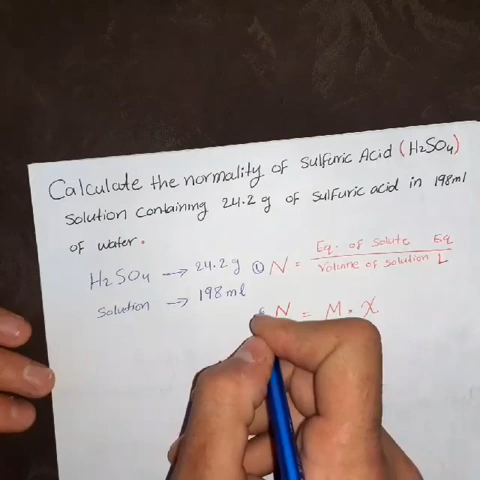 Calculate the normality of Sulfuric Acid (H2SO4)
Solution containing 24.2 g of sulfuric acid in 198ml
of water.
H2SO4 → 24.2 g
Solution → 198 ml
① N = Eq. of Solute Eq / Volume of Solution L
N = M · X